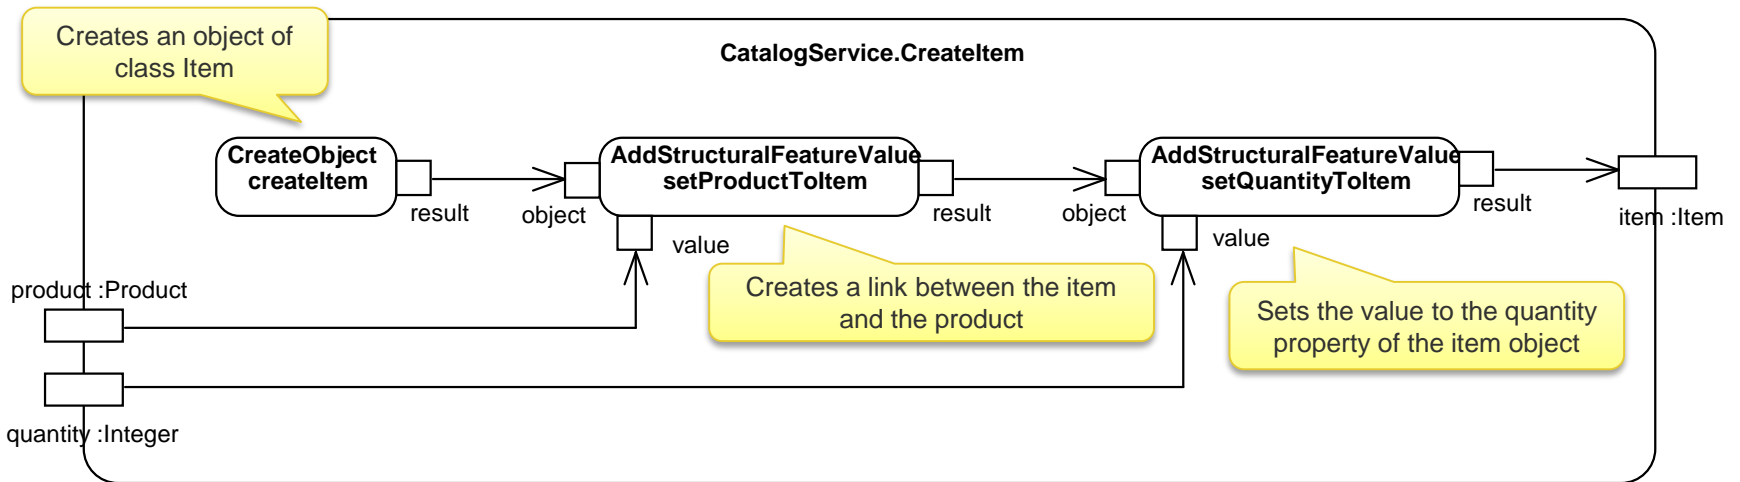 Creates an object of
class Item
CatalogService.CreateItem
CreateObject
createItem
result
object
AddStructuralFeatureValue
setProductToItem
value
result
object
AddStructuralFeatureValue
setQuantityToItem
value
result
item :Item
Creates a link between the item
and the product
Sets the value to the quantity
property of the item object
product :Product
quantity :Integer